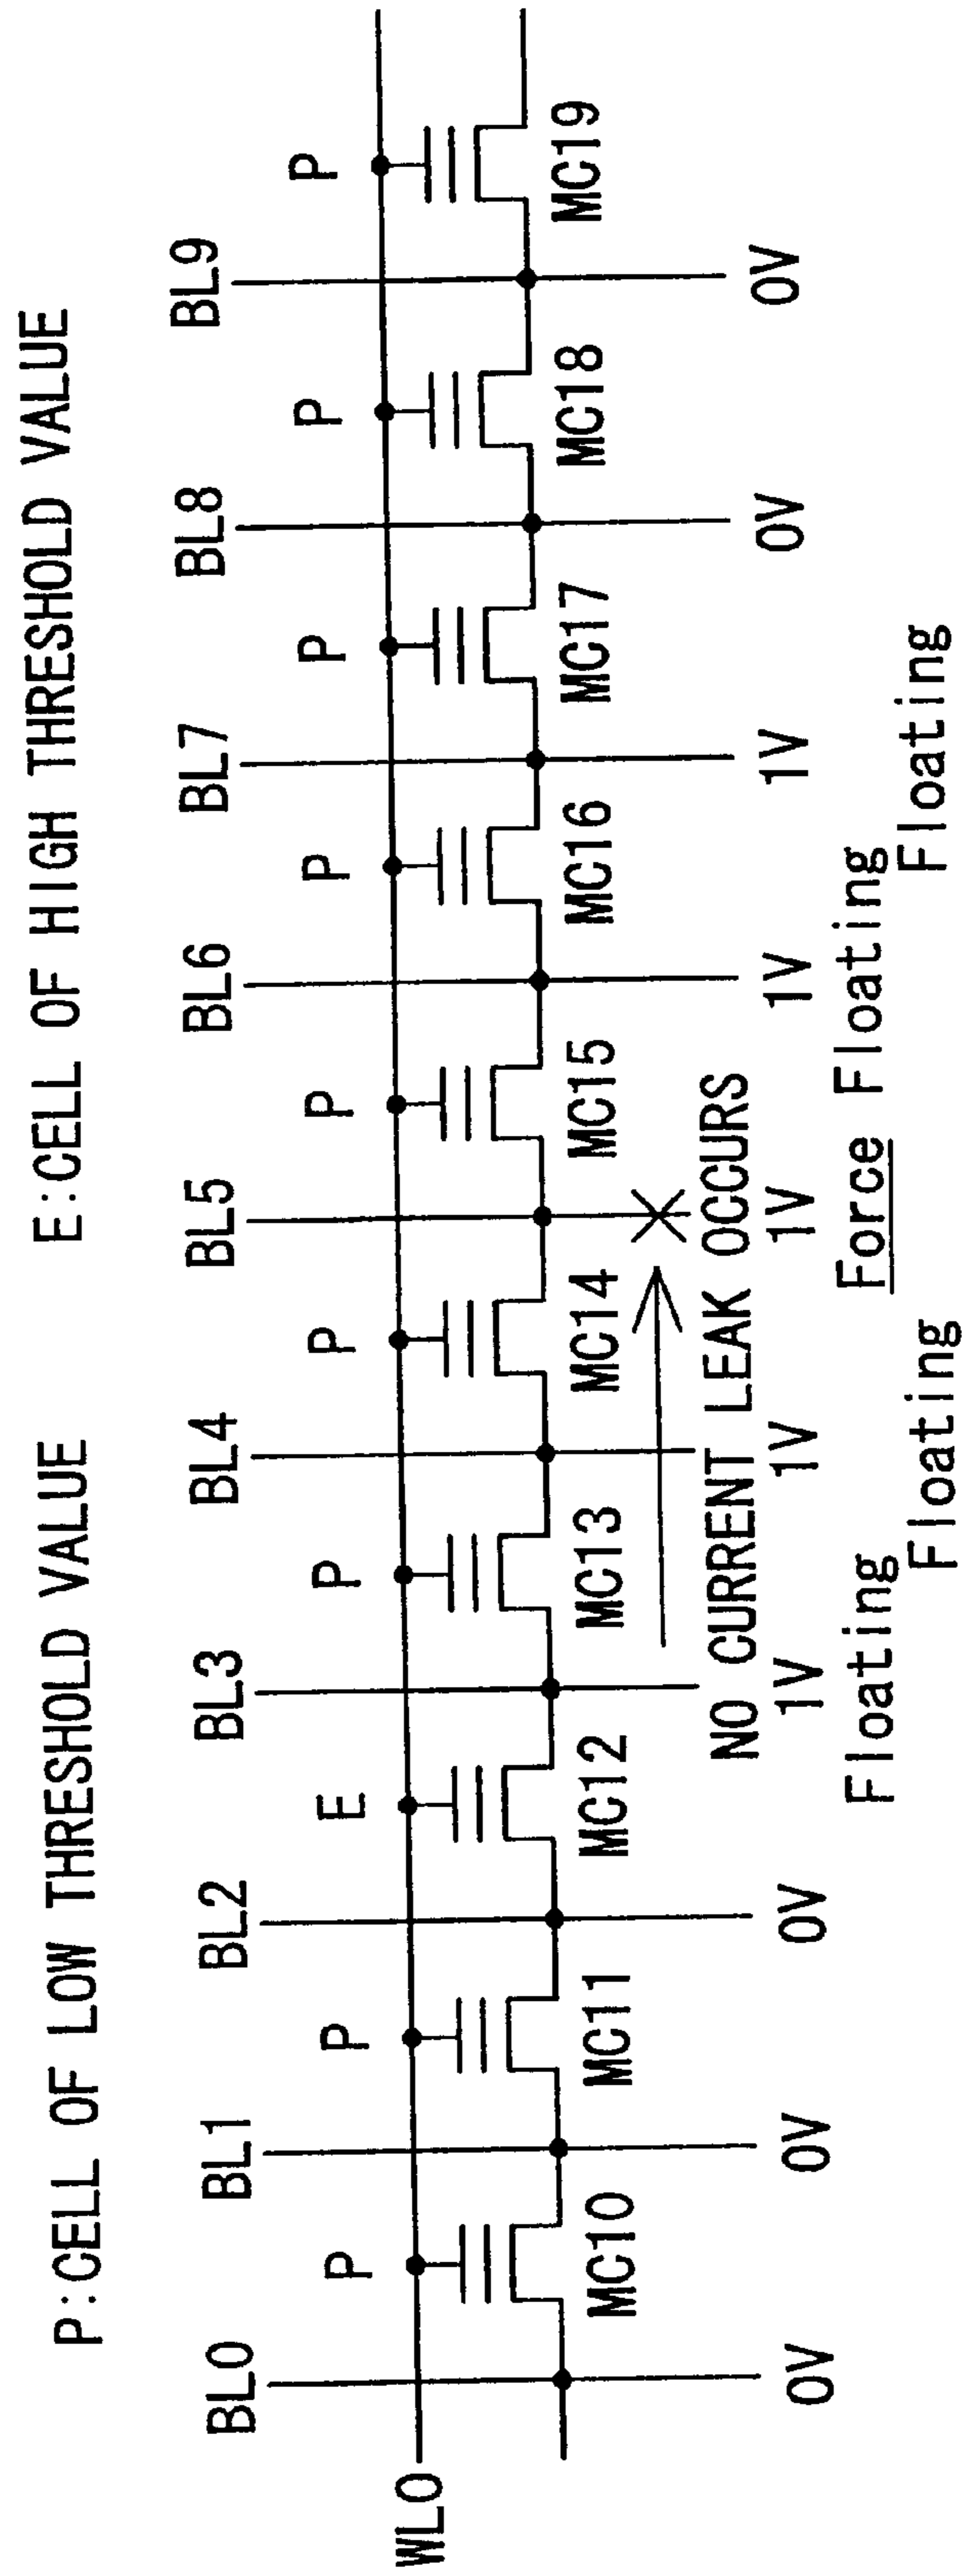 P:CELL OF LOW THRESHOLD VALUE
E:CELL OF HIGH THRESHOLD VALUE
BL0 BL1 BL2 BL3 BL4 BL5 BL6 BL7 BL8 BL9
P P E P P P P P P P
WL0
MC10 MC11 MC12 MC13 MC14 MC15 MC16 MC17 MC18 MC19
NO CURRENT LEAK OCCURS
0V 0V 0V 1V 1V 1V 1V 1V 0V 0V
Floating Force Floating
Floating Floating